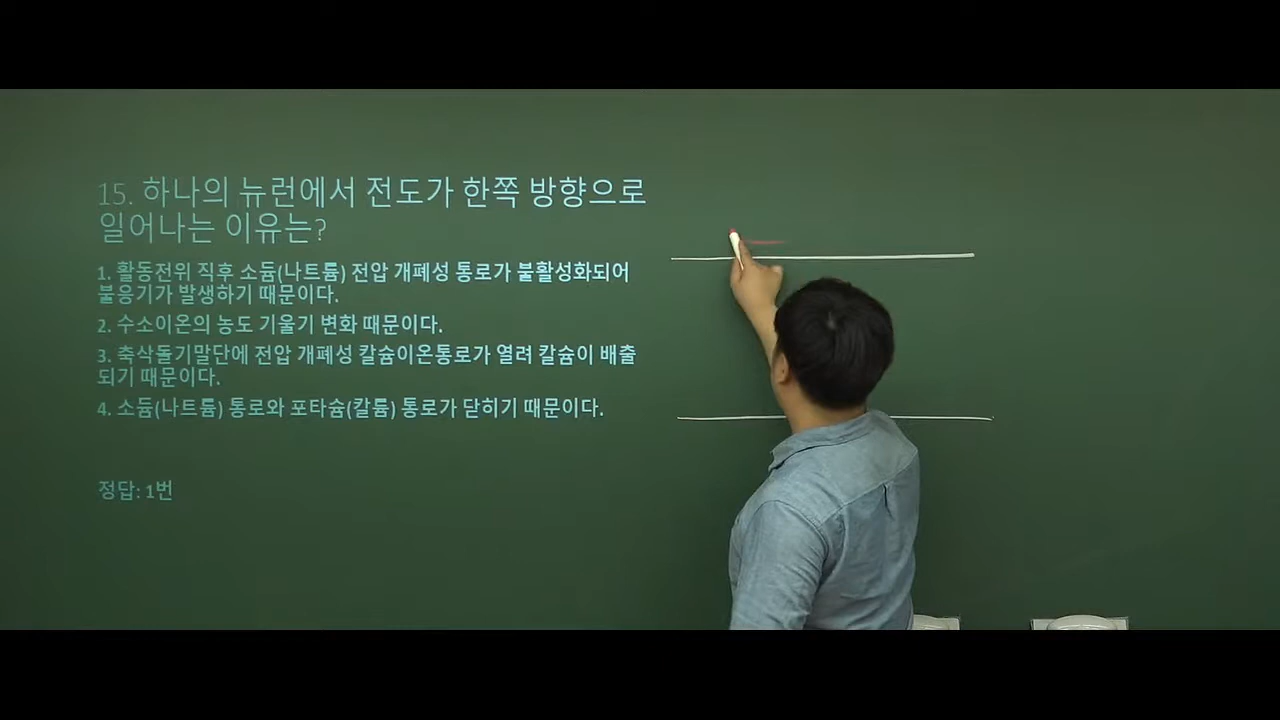 15. 하나의 뉴런에서 전도가 한쪽 방향으로
일어나는 이유는?
1. 활동전위 직후 소듐(나트륨) 전압 개폐성 통로가 불활성화되어
불응기가 발생하기 때문이다.
2. 수소이온의 농도 기울기 변화 때문이다.
3. 축삭돌기말단에 전압 개폐성 칼슘이온통로가 열려 칼슘이 배출
되기 때문이다.
4. 소듐(나트륨) 통로와 포타슘(칼륨) 통로가 닫히기 때문이다.
정답: 1번